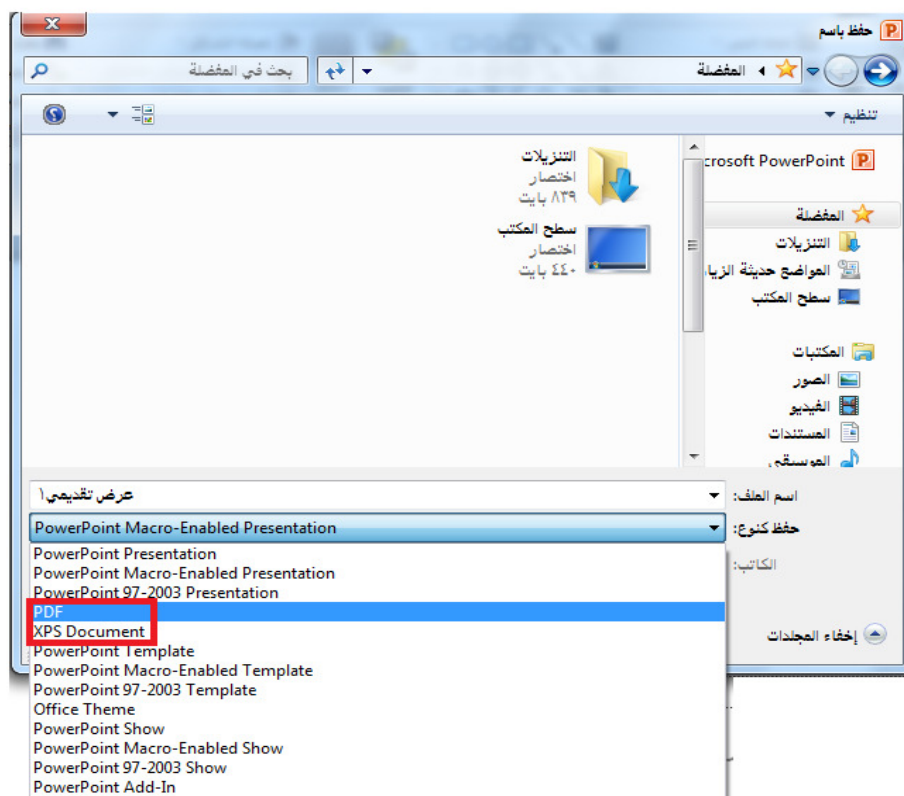 حفظ باسم
المفضلة
بحث في المفضلة
تنظيم
crosoft PowerPoint
المفضلة
التنزيلات
المواضع حديثة الزيا
سطح المكتب
المكتبات
الصور
الفيديو
المستندات
الموسيقى
التنزيلات
اختصار
٨٣٩ بايت
سطح المكتب
اختصار
٤٤٠ بايت
اسم الملف: عرض تقديمي١
حفظ كنوع: PowerPoint Macro-Enabled Presentation
الكاتب:
إخفاء المجلدات
PowerPoint Presentation
PowerPoint Macro-Enabled Presentation
PowerPoint 97-2003 Presentation
PDF
XPS Document
PowerPoint Template
PowerPoint Macro-Enabled Template
PowerPoint 97-2003 Template
Office Theme
PowerPoint Show
PowerPoint Macro-Enabled Show
PowerPoint 97-2003 Show
PowerPoint Add-In